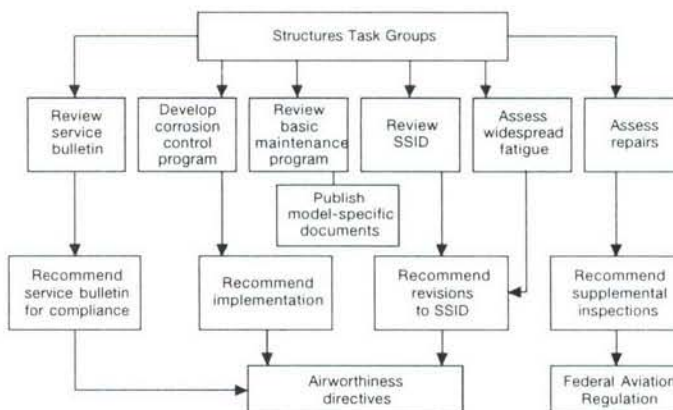 Structures Task Groups
Review
service
bulletin
Develop
corrosion
control
program
Review
basic
maintenance
program
Review
SSID
Assess
widespread
fatigue
Assess
repairs
Publish
model-specific
documents
Recommend
service bulletin
for compliance
Recommend
implementation
Recommend
revisions
to SSID
Recommend
supplemental
inspections
Airworthiness
directives
Federal Aviation
Regulation